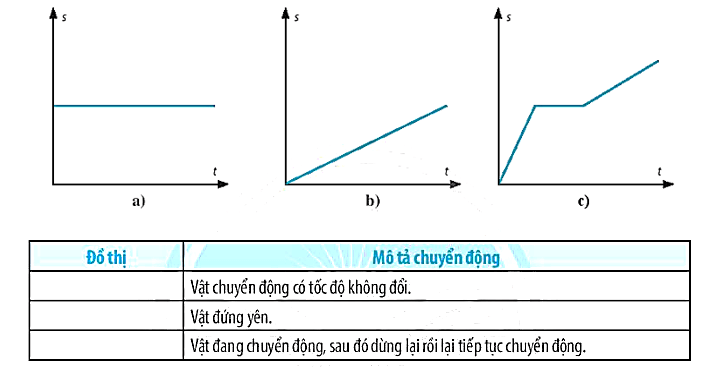 s
s
s
t
t
t
a)
b)
c)
Đồ thị
Mô tả chuyển động
Vật chuyển động có tốc độ không đổi.
Vật đứng yên.
Vật đang chuyển động, sau đó dừng lại rồi lại tiếp tục chuyển động.